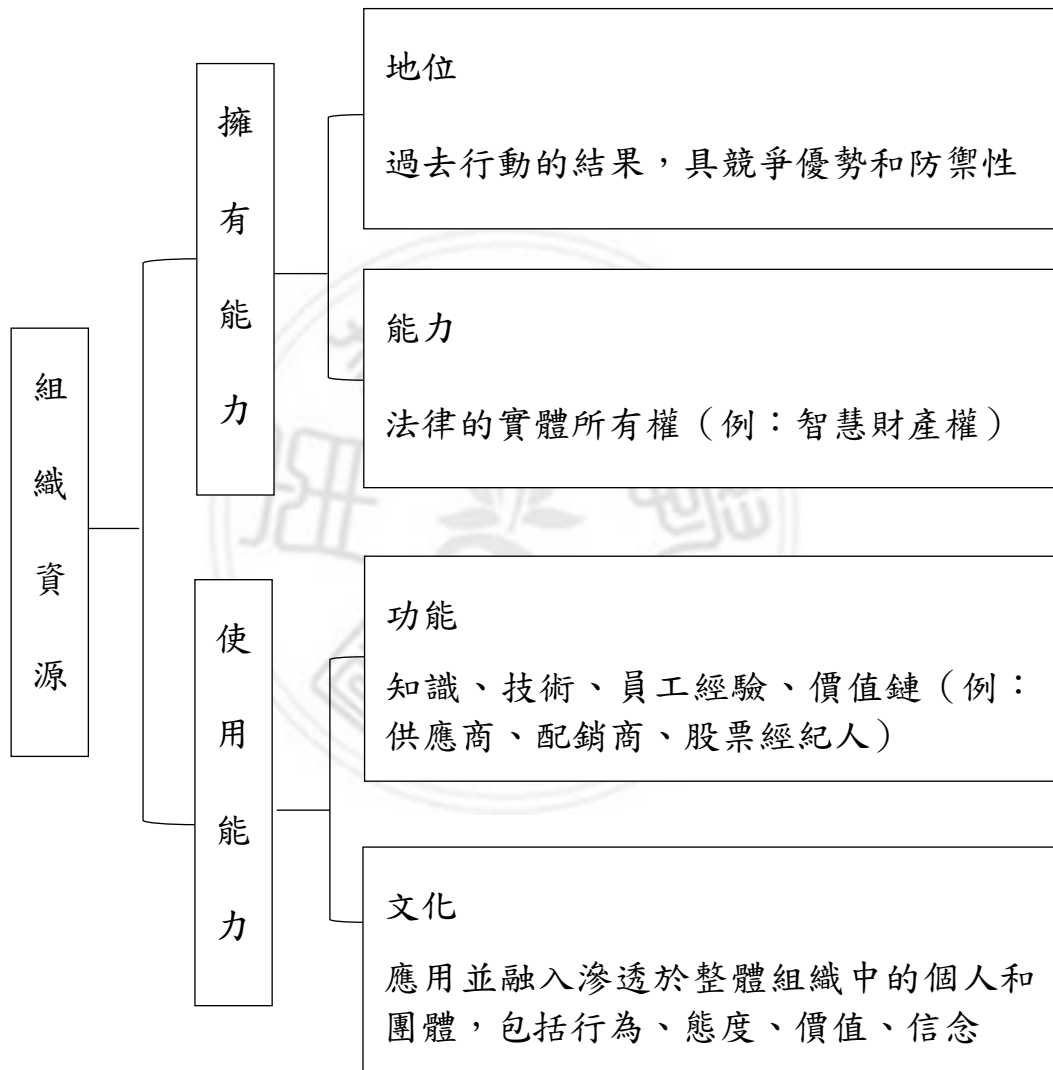 組織資源
擁有能力
地位
過去行動的結果，具競爭優勢和防禦性
能力
法律的實體所有權（例：智慧財產權）
使用能力
功能
知識、技術、員工經驗、價值鏈（例：
供應商、配銷商、股票經紀人）
文化
應用並融入滲透於整體組織中的個人和
團體，包括行為、態度、價值、信念